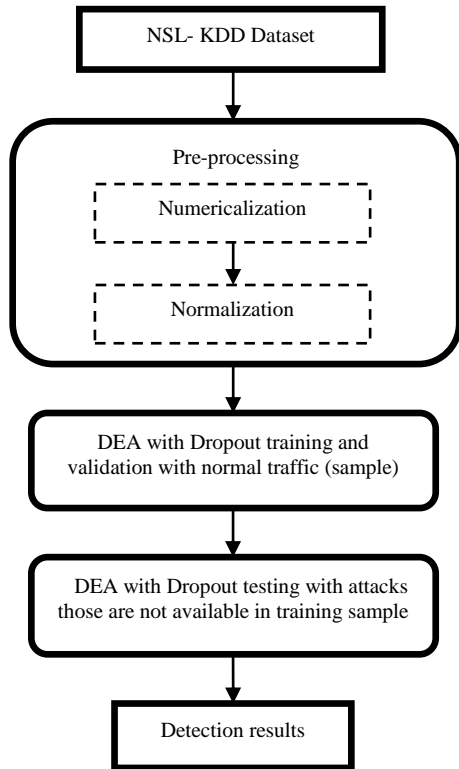 NSL- KDD Dataset
Pre-processing
Numericalization
Normalization
DEA with Dropout training and
validation with normal traffic (sample)
DEA with Dropout testing with attacks
those are not available in training sample
Detection results